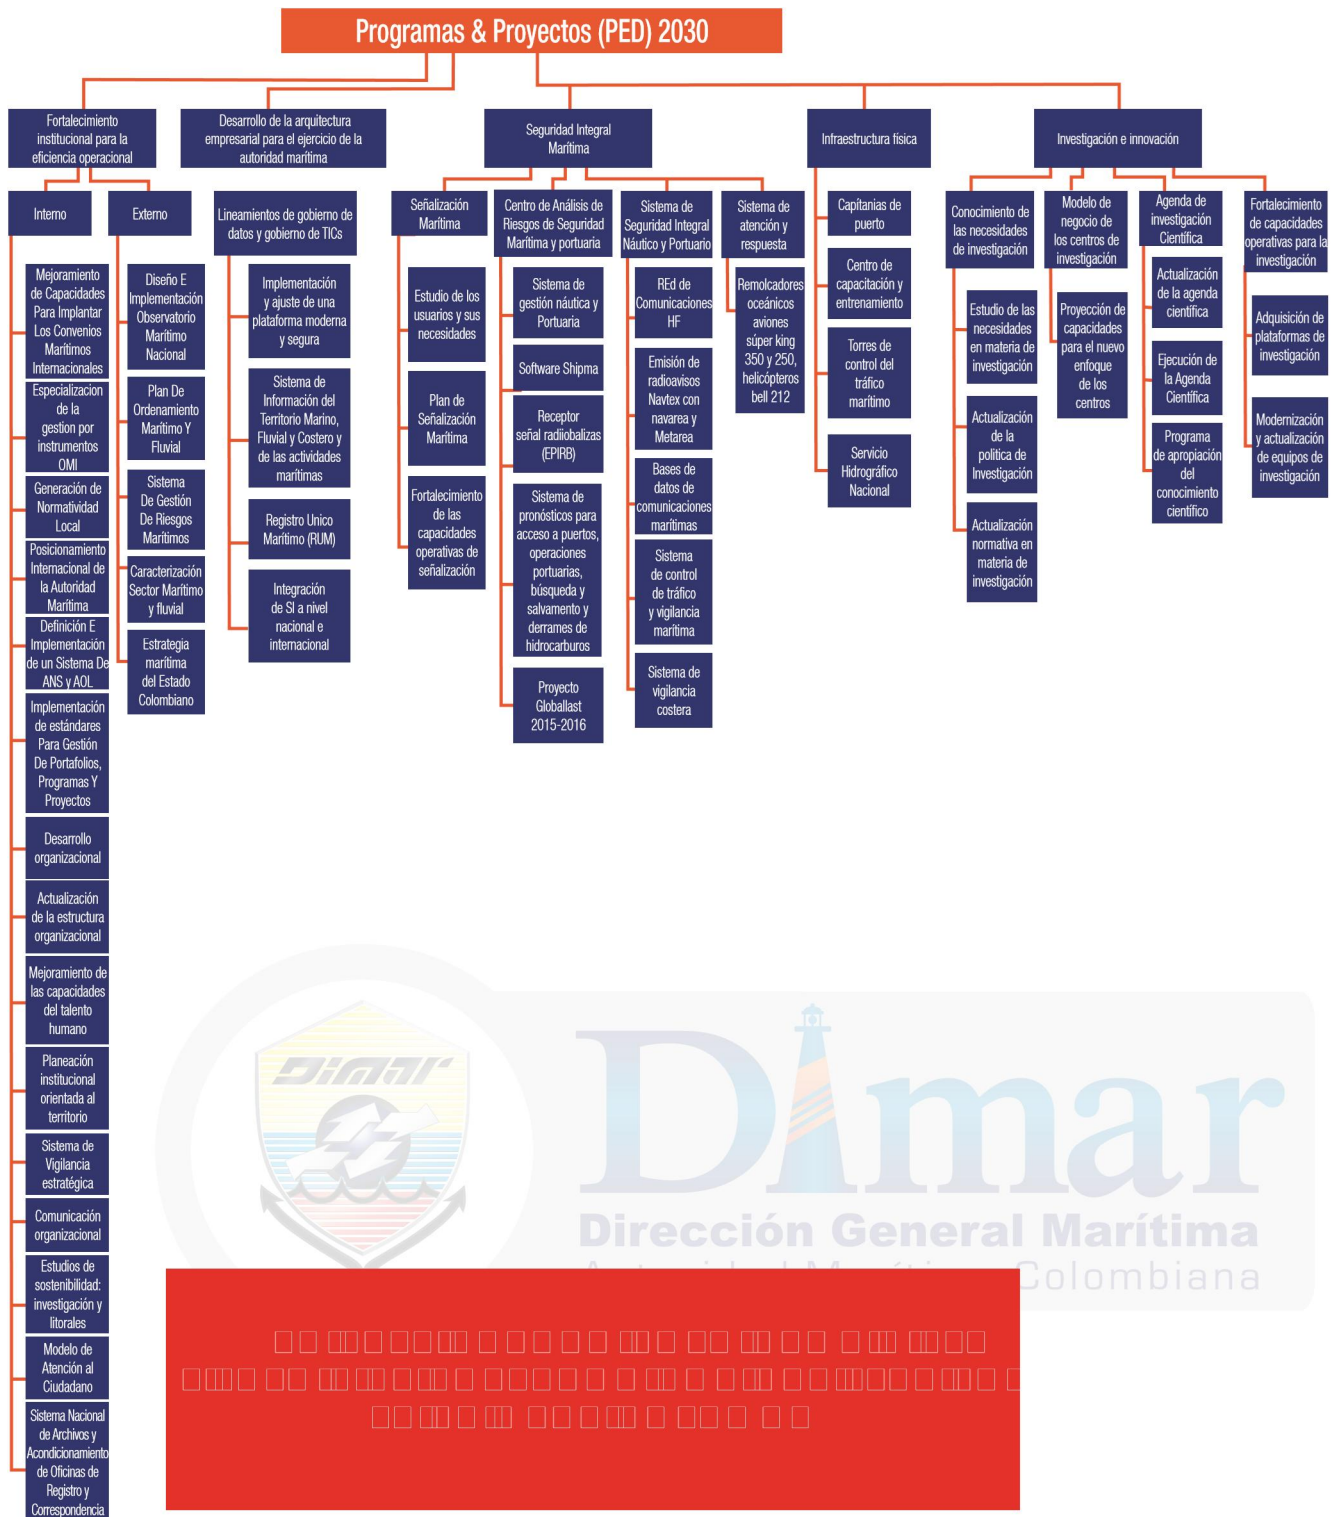 Programas & Proyectos (PED) 2030
Fortalecimiento
institucional para la
eficiencia operacional
Desarrollo de la arquitectura
empresarial para el ejercicio de la
autoridad marítima
Seguridad Integral
Marítima
Infraestructura física
Investigación e innovación
Interno
Mejoramiento
de Capacidades
Para Implantar
Los Convenios
Marítimos
Internacionales
Especializacion
de la
gestion por
instrumentos
OMI
Generación de
Normatividad
Local
Posicionamiento
Internacional de
la Autoridad
Marítima
Definición E
Implementación
de un Sistema De
ANS y AOL
Implementación
de estándares
Para Gestión
De Portafolios,
Programas Y
Proyectos
Desarrollo
organizacional
Actualización
de la estructura
organizacional
Mejoramiento de
las capacidades
del talento
humano
Planeación
institucional
orientada al
territorio
Sistema de
Vigilancia
estratégica
Comunicación
organizacional
Estudios de
sostenibilidad:
investigación y
litorales
Modelo de
Atención al
Ciudadano
Sistema Nacional
de Archivos y
Acondicionamiento
de Oficinas de
Registro y
Correspondencia
Externo
Diseño E
Implementación
Observatorio
Marítimo
Nacional
Plan De
Ordenamiento
Marítimo Y
Fluvial
Sistema
De Gestión
De Riesgos
Marítimos
Caracterización
Sector Marítimo
y fluvial
Estrategia
marítima
del Estado
Colombiano
Lineamientos de gobierno de
datos y gobierno de TICs
Implementación
y ajuste de una
plataforma moderna
y segura
Sistema de
Información del
Territorio Marino,
Fluvial y Costero y
de las actividades
marítimas
Registro Unico
Marítimo (RUM)
Integración
de SI a nivel
nacional e
internacional
Señalización
Marítima
Estudio de los
usuarios y sus
necesidades
Plan de
Señalización
Marítima
Fortalecimiento
de las
capacidades
operativas de
señalización
Centro de Análisis de
Riesgos de Seguridad
Marítima y portuaria
Sistema de
gestión náutica y
Portuaria
Software Shipma
Receptor
señal radiiobalizas
(EPIRB)
Sistema de
pronósticos para
acceso a puertos,
operaciones
portuarias,
búsqueda y
salvamento y
derrames de
hidrocarburos
Proyecto
Globallast
2015-2016
Sistema de
Seguridad Integral
Náutico y Portuario
REd de
Comunicaciones
HF
Emisión de
radioavisos
Navtex con
navarea y
Metarea
Bases de
datos de
comunicaciones
marítimas
Sistema
de control
de tráfico
y vigilancia
marítima
Sistema de
vigilancia
costera
Sistema de
atención y
respuesta
Remolcadores
oceánicos
aviones
súper king
350 y 250,
helicópteros
bell 212
Capítanias de
puerto
Centro de
capacitación y
entrenamiento
Torres de
control del
tráfico
marítimo
Servicio
Hidrográfico
Nacional
Conocimiento de
las necesidades
de investigación
Estudio de las
necesidades
en materia de
investigación
Actualización
de la
politica de
Investigación
Actualización
normativa en
materia de
investigación
Modelo de
negocio de
los centros de
investigación
Proyección de
capacidades
para el nuevo
enfoque
de los
centros
Agenda de
investigación
Científica
Actualización
de la agenda
científica
Ejecución de
la Agenda
Científica
Programa
de apropiación
del
conocimiento
científico
Fortalecimiento
de capacidades
operativas para la
investigación
Adquisición de
plataformas de
investigación
Modernización
y actualización
de equipos de
investigación
Dimar
Dimar
Dirección General Marítima
Colombiana